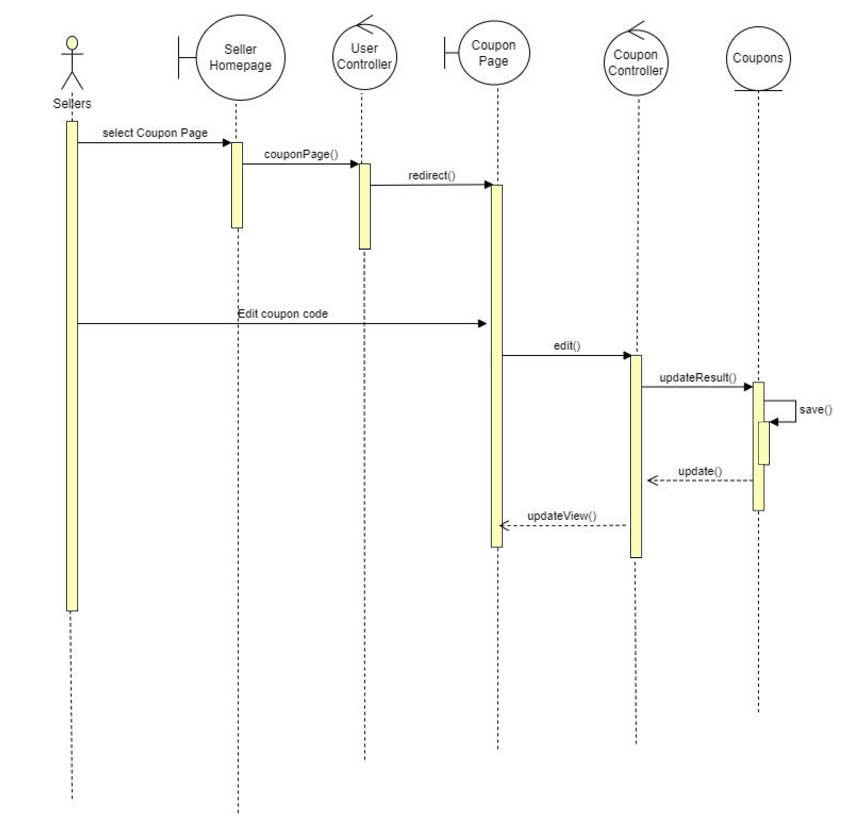 Sellers
Seller
Homepage
User
Controller
Coupon
Page
Coupon
Controller
Coupons
select Coupon Page
couponPage()
redirect()
Edit coupon code
edit()
updateResult()
save()
update()
updateView()